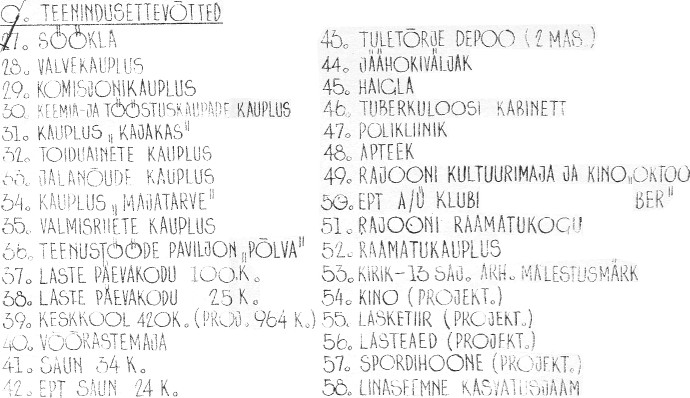 C. TEENINDUSETTEVÕTTED
27. SÖÖKLA
28. VALVEKAUPLUS
29. KOMISJONIKAUPLUS
30. KEEMIA-JA TÖÖSTUSKAUPADE KAUPLUS
31. KAUPLUS „KAJAKAS"
32. TOIDUAINETE KAUPLUS
33. JALANÕUDE KAUPLUS
34. KAUPLUS „MAJATARVE"
35. VALMISRIIETE KAUPLUS
36. TEENUSTÖÖDE PAVILJON „PÕLVA"
37. LASTE PÄEVAKODU 100 K.
38. LASTE PÄEVAKODU 25 K.
39. KESKKOOL 420K. (PROJ. 964 K.)
40. VÕÕRASTEMAJA
41. SAUN 34 K.
42. EPT SAUN 24 K.
43. TULETÕRJE DEPOO (2 MAS.)
44. JÄÄHOKIVÄLJAK
45. HAIGLA
46. TUBERKULOOSI KABINETT
47. POLIKLIINIK
48. APTEEK
49. RAJOONI KULTUURIMAJA JA KINO „OKTOO
50. EPT A/Ü KLUBI BER"
51. RAJOONI RAAMATUKOGU
52. RAAMATUKAUPLUS
53. KIRIK-13 SAJ. ARH. MÄLESTUSMÄRK
54. KINO (PROJEKT.)
55. LASKETIIR (PROJEKT.)
56. LASTEAED (PROJEKT.)
57. SPORDIHOONE (PROJEKT.)
58. LINASEEMNE KASVATUSJAAM